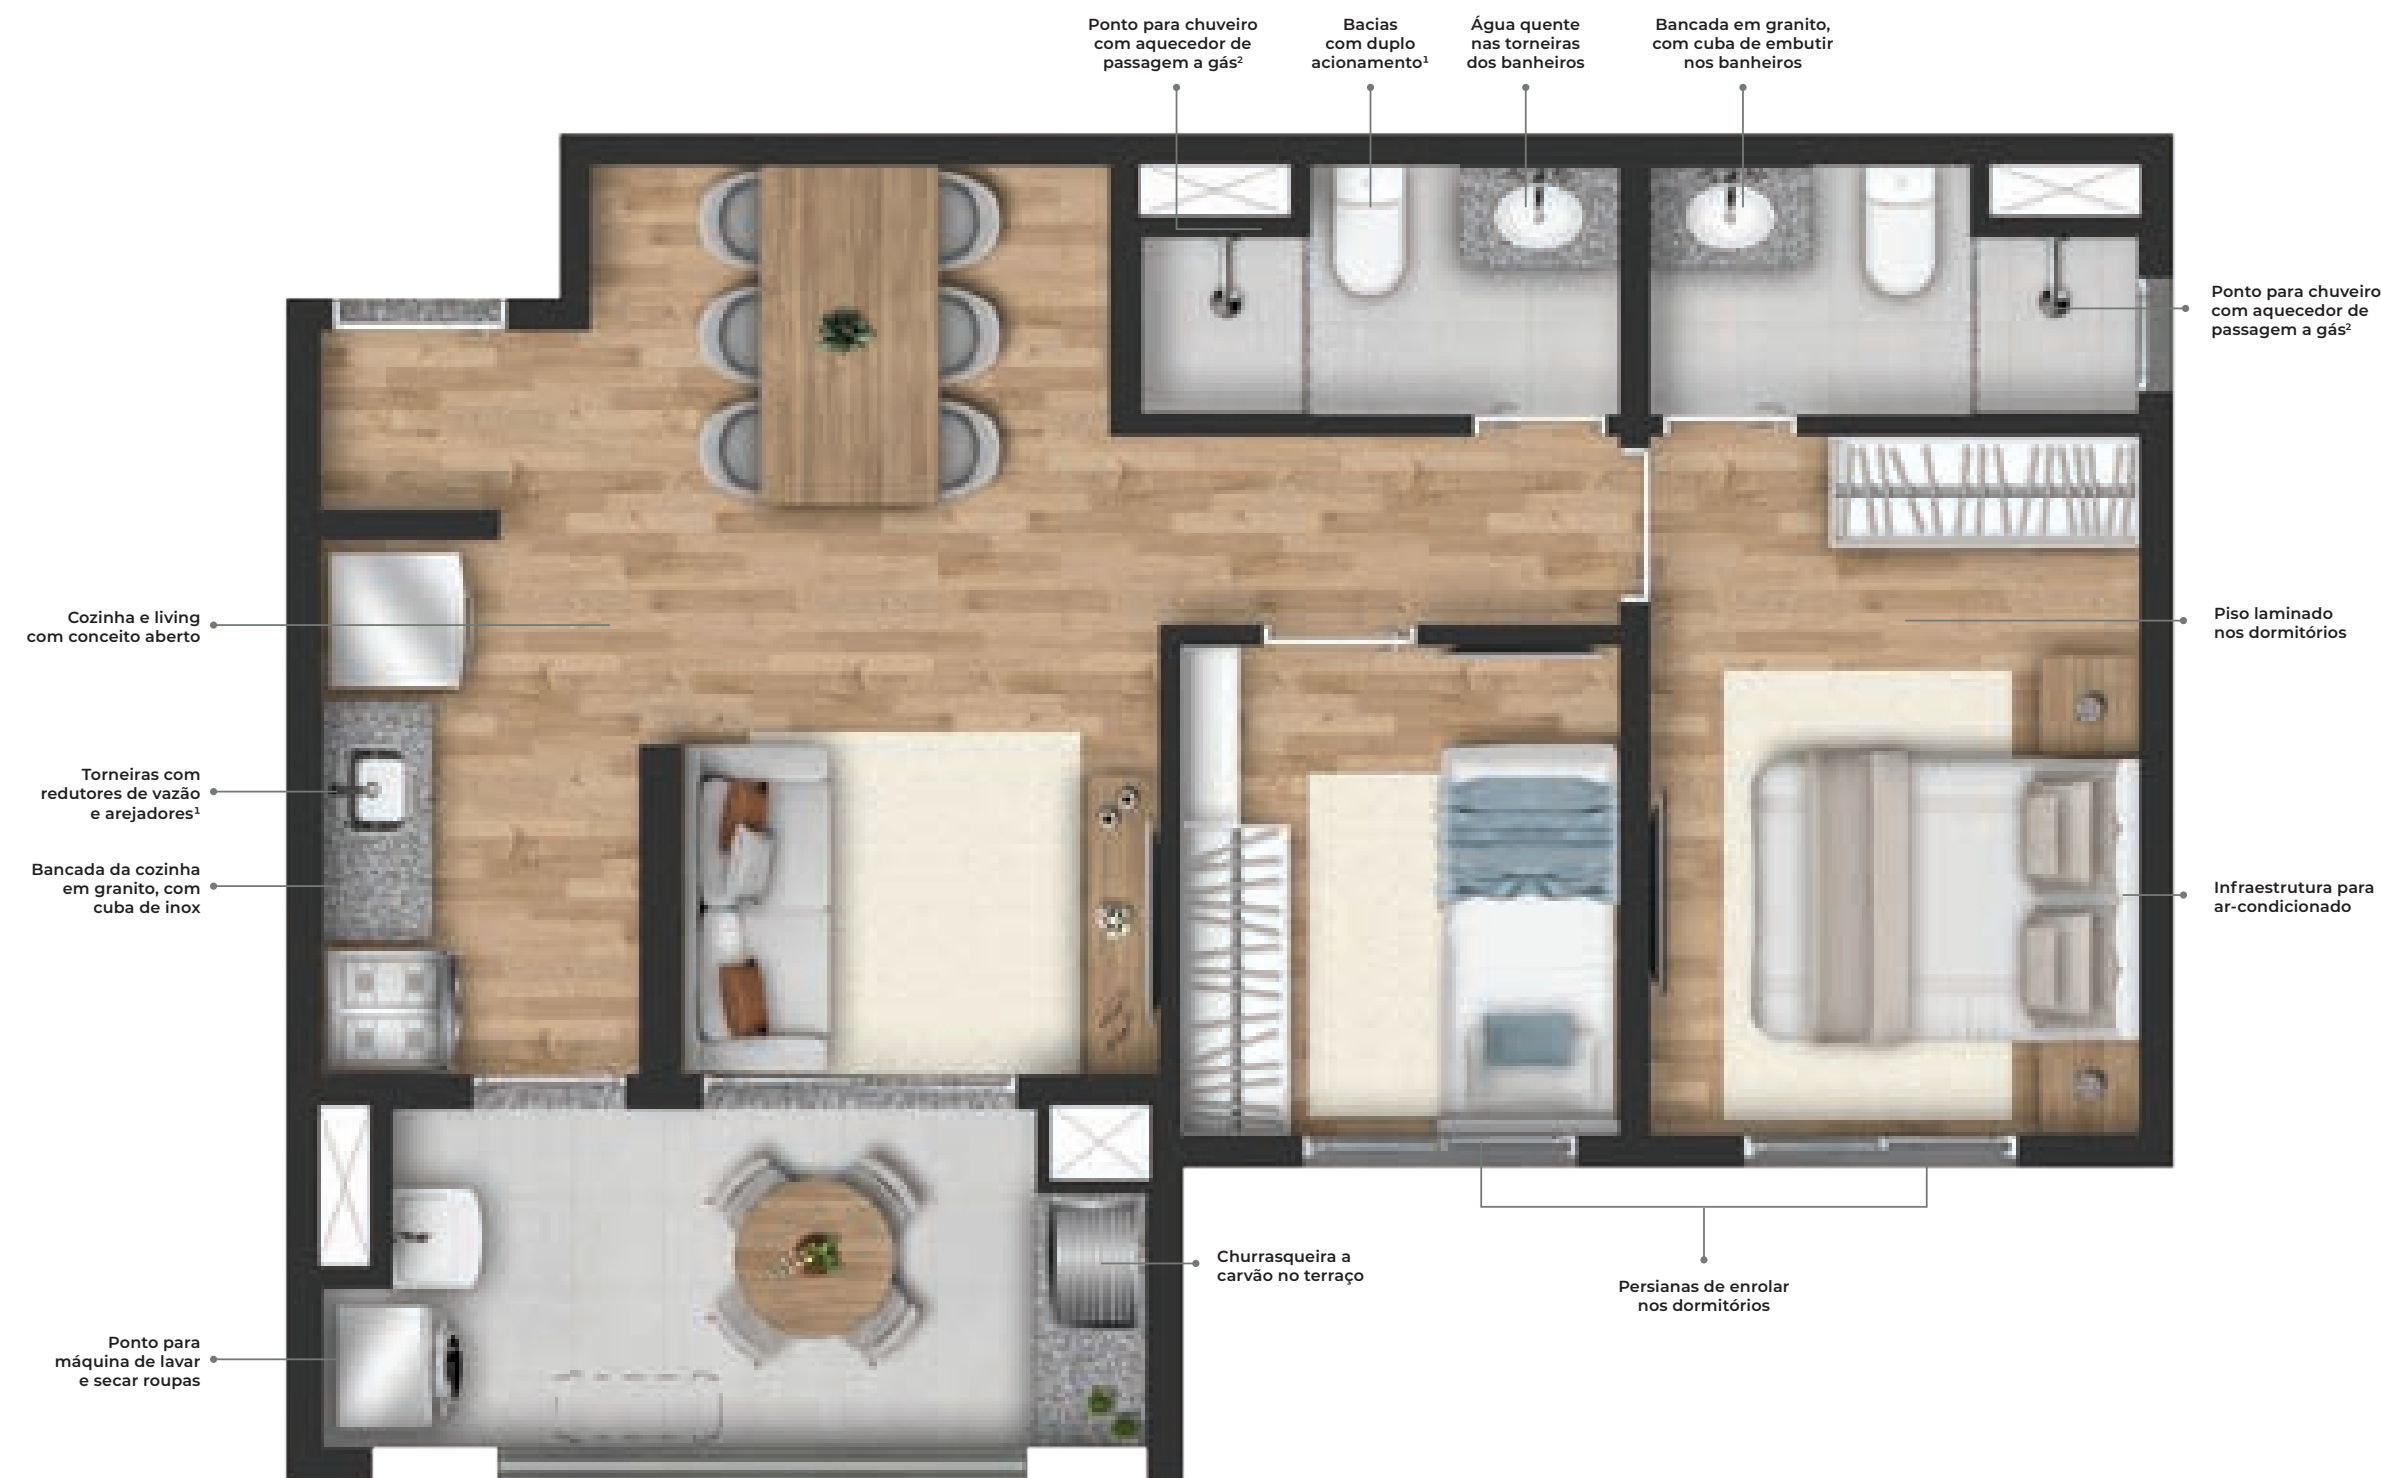 Ponto para chuveiro
com aquecedor de
passagem a gás²
Bacias
com duplo
acionamento¹
Água quente
nas torneiras
dos banheiros
Bancada em granito,
com cuba de embutir
nos banheiros
Ponto para chuveiro
com aquecedor de
passagem a gás²
Cozinha e living
com conceito aberto
Piso laminado
nos dormitórios
Torneiras com
redutores de vazão
e arejadores¹
Bancada da cozinha
em granito, com
cuba de inox
Infraestrutura para
ar-condicionado
Churrasqueira a
carvão no terraço
Persianas de enrolar
nos dormitórios
Ponto para
máquina de lavar
e secar roupas